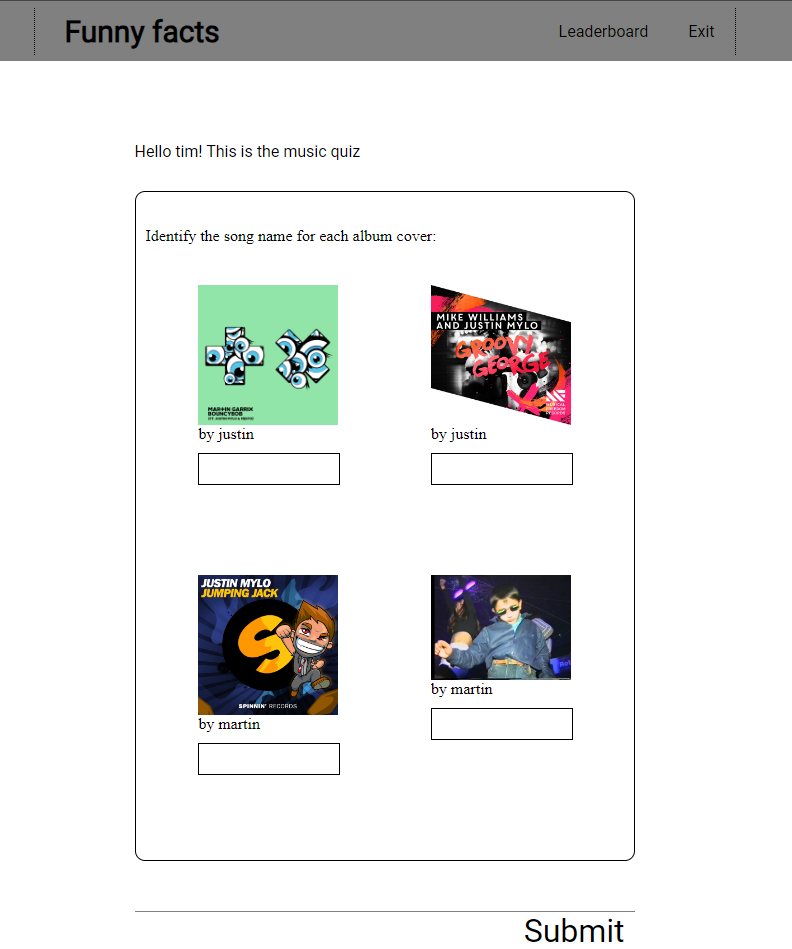 Funny facts
Leaderboard
Exit
Hello tim! This is the music quiz
Identify the song name for each album cover:
MARTIN GARRIX
BOUNCYBOB
by justin
MIKE WILLIAMS
AND JUSTIN MYLO
GROOVY
GEORGE
by justin
JUSTIN MYLO
JUMPING JACK
S
SPINNIN' RECORDS
by martin
by martin
Submit